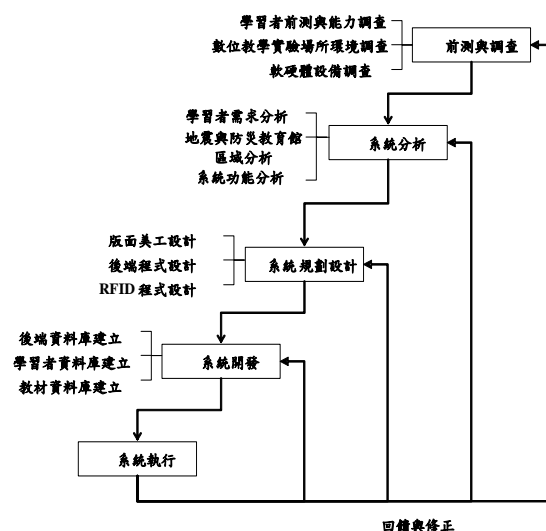 學習者前測與能力調查
數位教學實驗場所環境調查
軟硬體設備調查
前測與調查
學習者需求分析
地震與防災教育館
區域分析
系統功能分析
系統分析
版面美工設計
後端程式設計
RFID 程式設計
系統規劃設計
後端資料庫建立
學習者資料庫建立
教材資料庫建立
系統開發
系統執行
回饋與修正